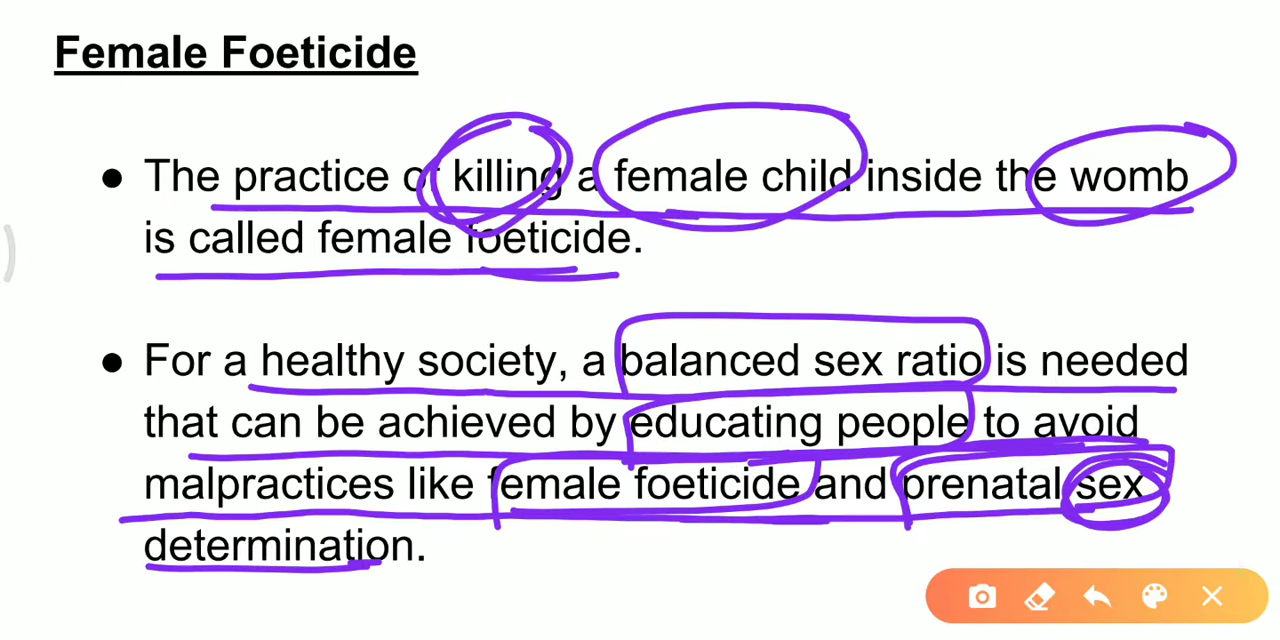 Female Foeticide
● The practice of killing a female child inside the womb
is called female foeticide.
● For a healthy society, a balanced sex ratio is needed
that can be achieved by educating people to avoid
malpractices like female foeticide and prenatal sex
determination.